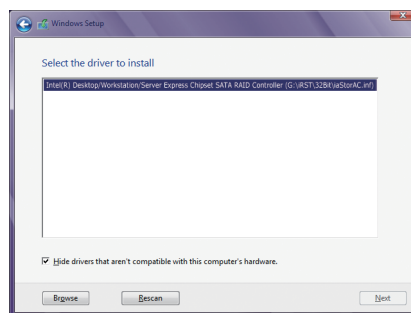 Windows Setup
Select the driver to install
Intel(R) Desktop/Workstation/Server Express Chipset SATA RAID Controller (G:\iRST\32Bit\iaStorAC.inf)
Hide drivers that aren't compatible with this computer's hardware.
Browse
Rescan
Next